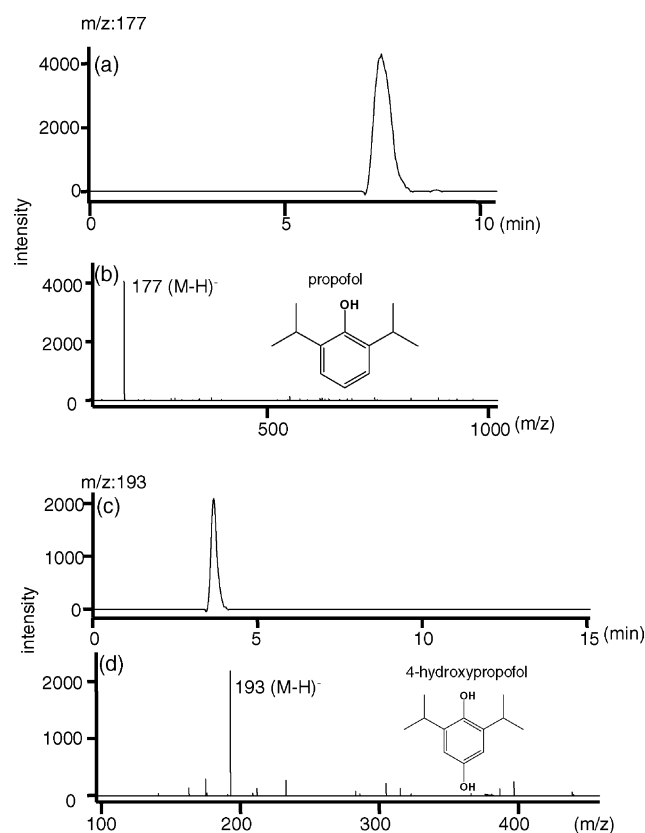 m/z:177
(a)
4000
2000
0
0 5 10 (min)
intensity
(b)
177 (M-H)-
propofol
OH
4000
2000
0
500 1000 (m/z)
m/z:193
(c)
2000
1000
0
0 5 10 15 (min)
intensity
(d)
193 (M-H)-
4-hydroxypropofol
OH
OH
2000
1000
0
100 200 300 400 (m/z)